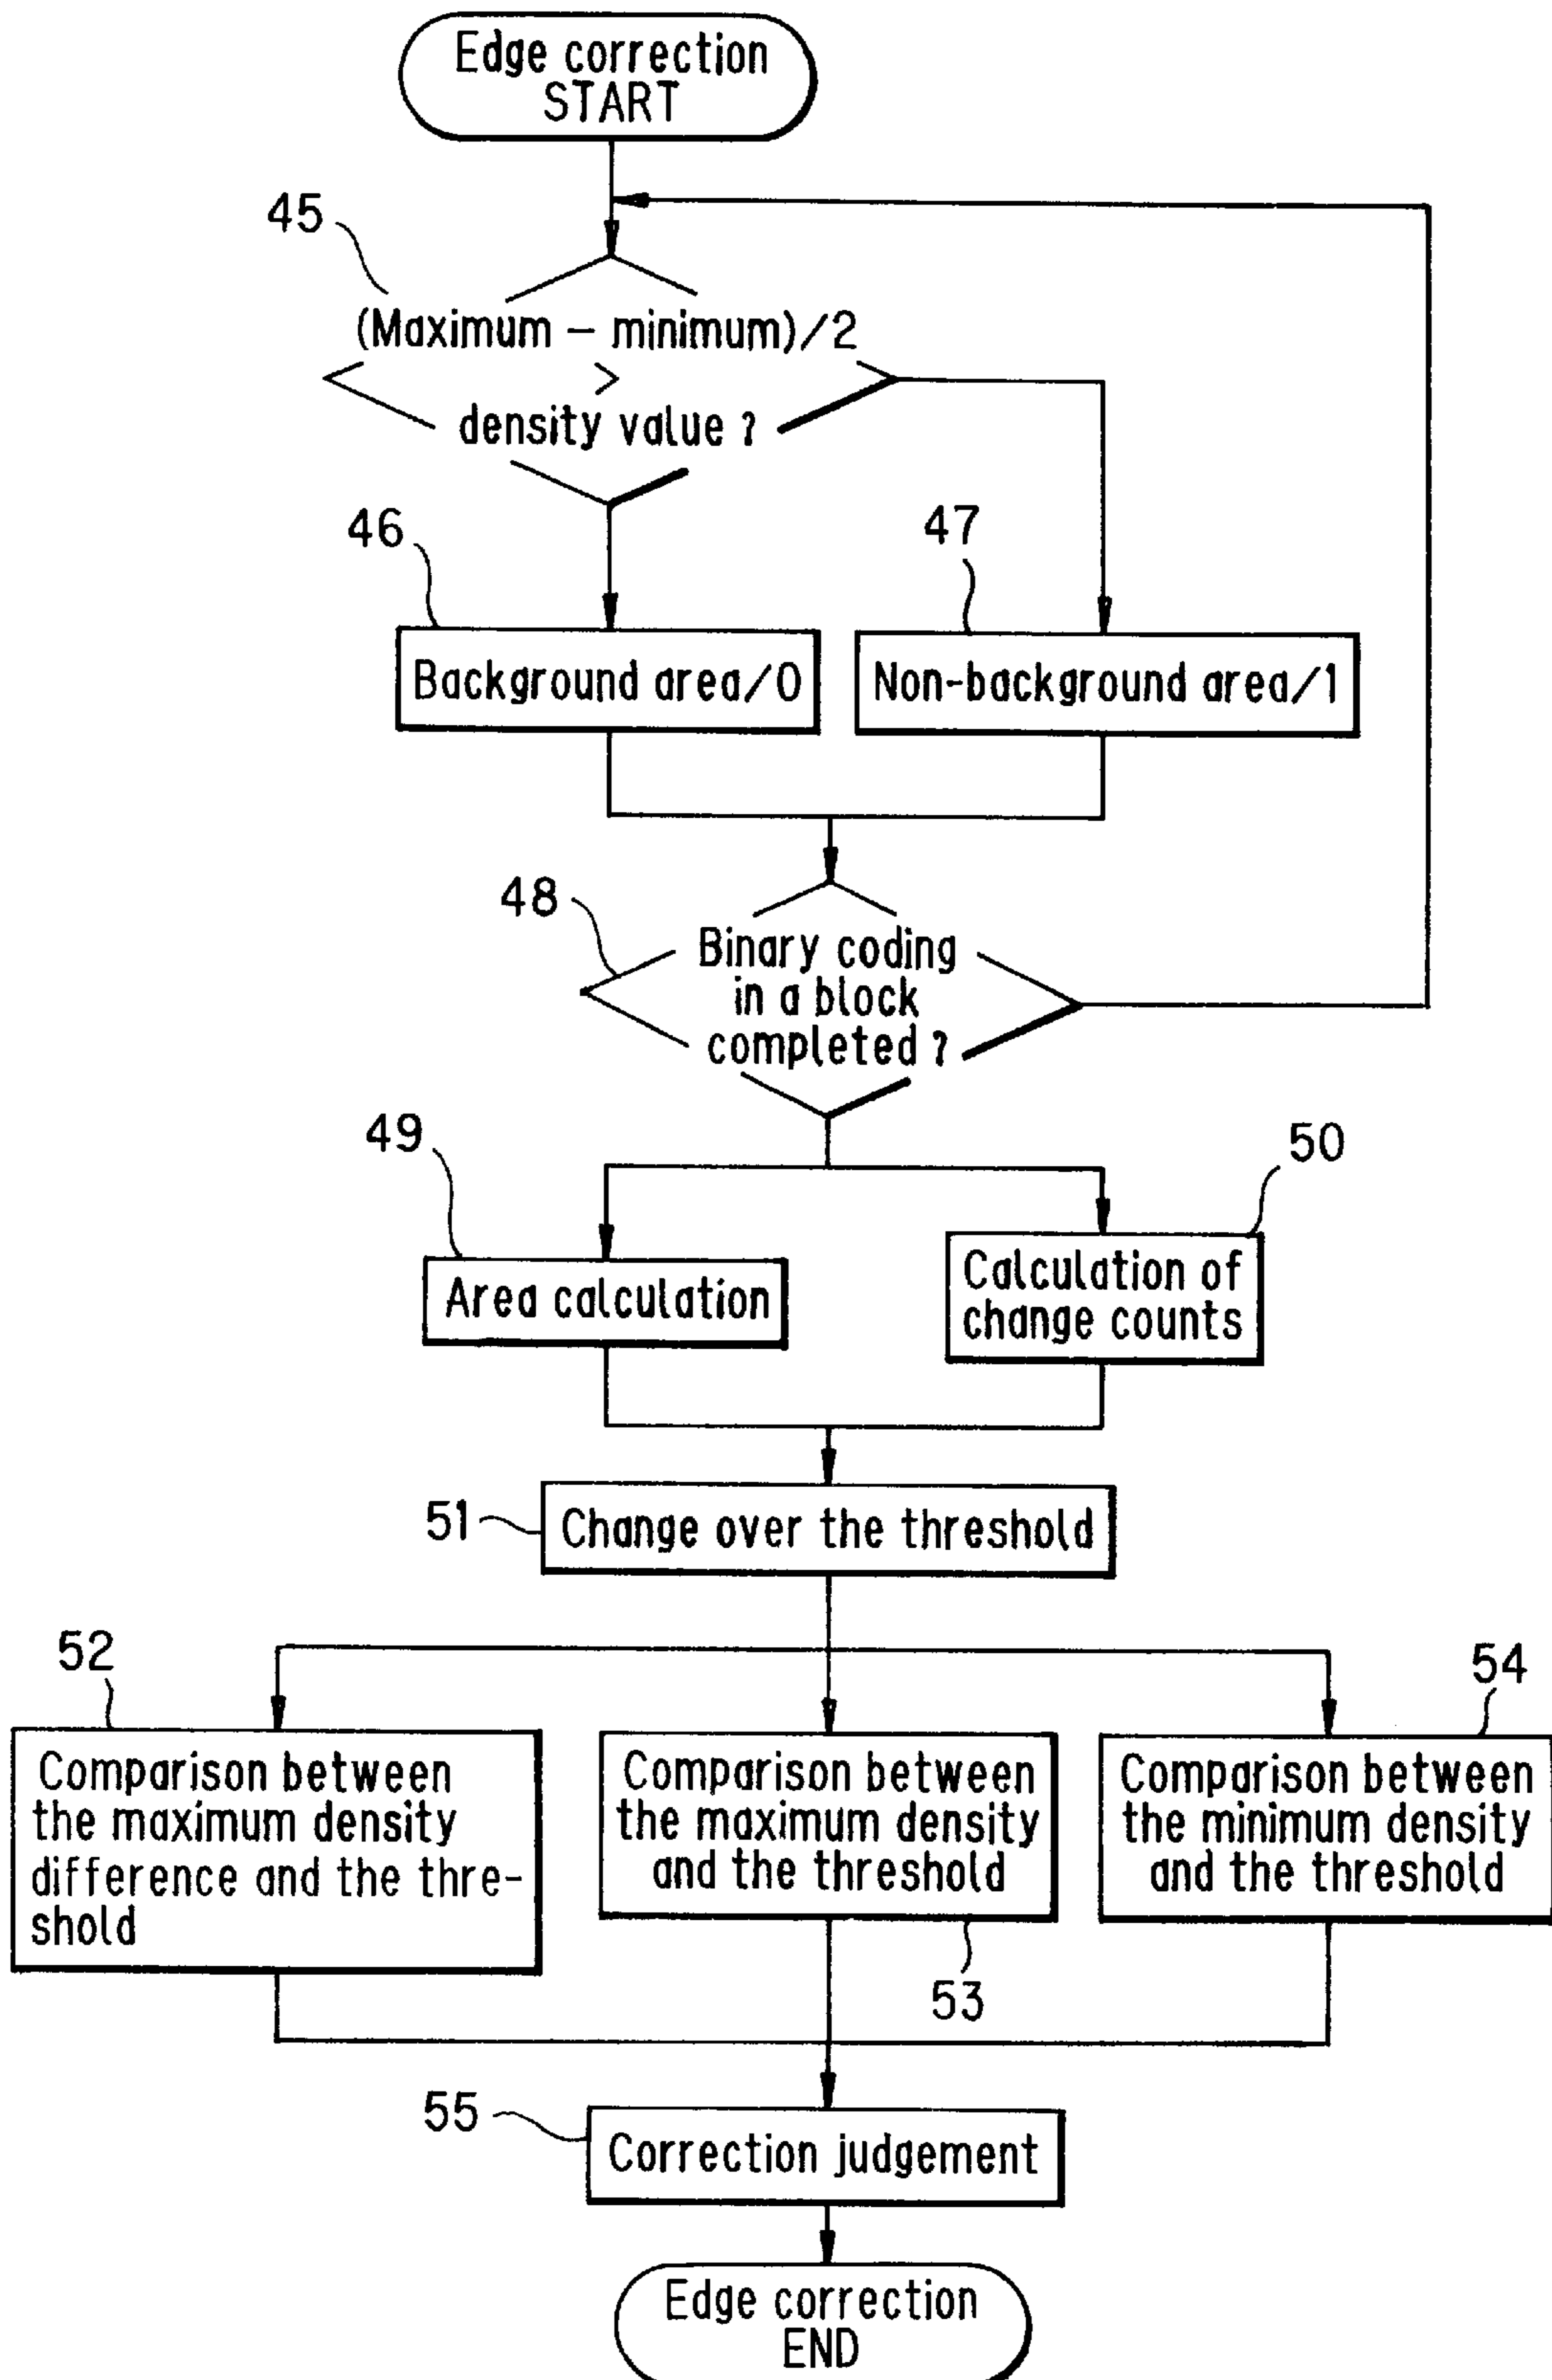 Edge correction
START
45
(Maximum – minimum)/2
>
density value ?
46
47
Background area/0
Non-background area/1
48
Binary coding
in a block
completed ?
49
50
Area calculation
Calculation of
change counts
51
Change over the threshold
52
54
Comparison between
the maximum density
difference and the thre-
shold
Comparison between
the maximum density
and the threshold
Comparison between
the minimum density
and the threshold
53
55
Correction judgement
Edge correction
END